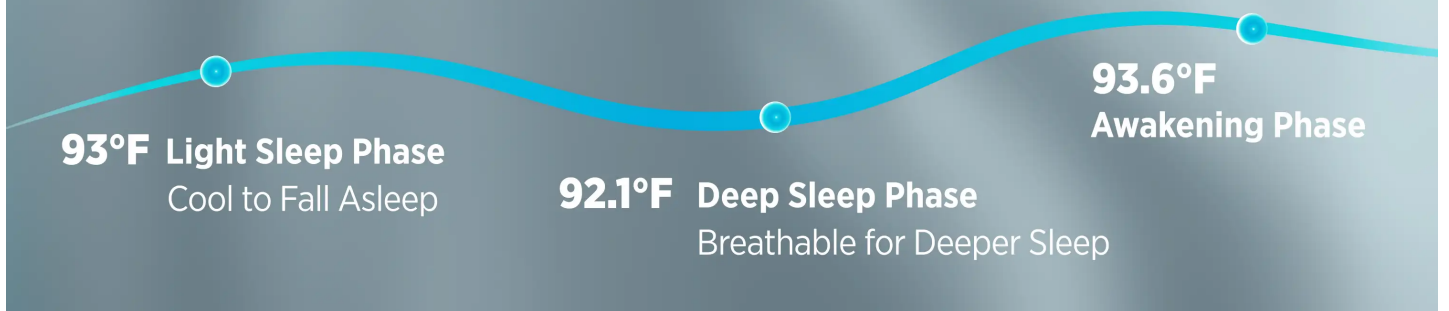 93°F Light Sleep Phase
Cool to Fall Asleep
92.1°F Deep Sleep Phase
Breathable for Deeper Sleep
93.6°F
Awakening Phase